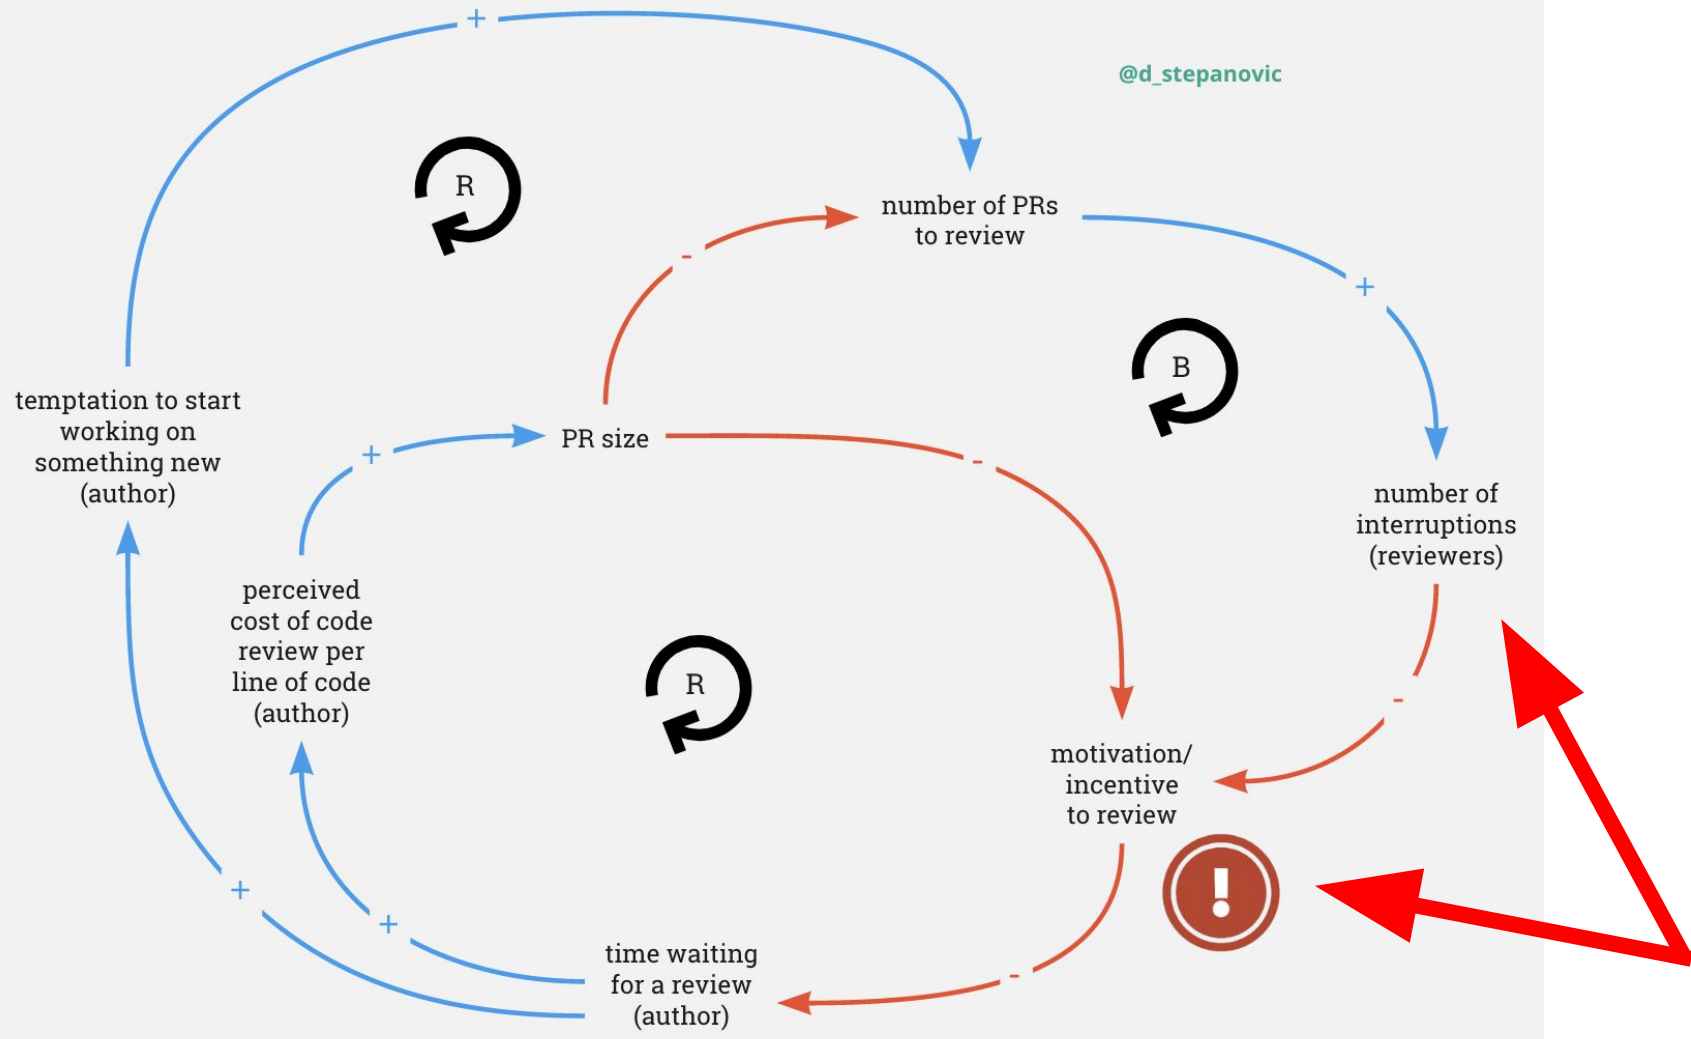 +
@d_stepanovic
R
number of PRs
to review
-
+
B
temptation to start
working on
something new
(author)
+
PR size
-
number of
interruptions
(reviewers)
perceived
cost of code
review per
line of code
(author)
R
-
motivation/
incentive
to review
!
+
+
time waiting
for a review
(author)
-